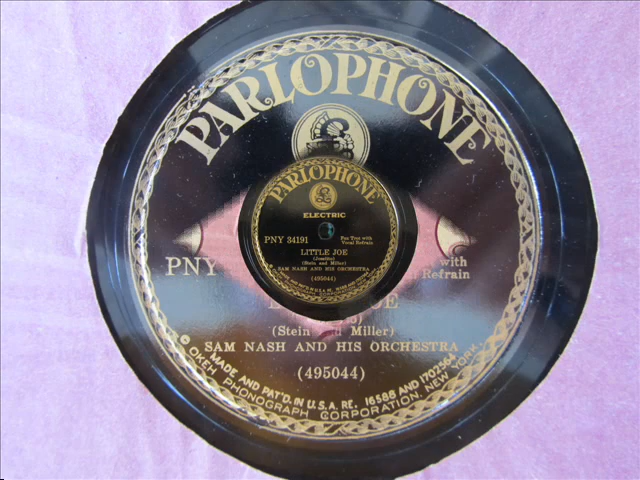 PARLOPHONE
PNY
with
Refrain
(Stein Miller)
SAM NASH AND HIS ORCHESTRA
(495044)
© MADE AND PAT'D. IN U.S.A. RE. 16588 AND 1702564
OKEH PHONOGRAPH CORPORATION, NEW YORK.
PARLOPHONE
ELECTRIC
PNY 34191
Fox Trot with
Vocal Refrain
LITTLE JOE
(Stein and Miller)
SAM NASH AND HIS ORCHESTRA
(495044)